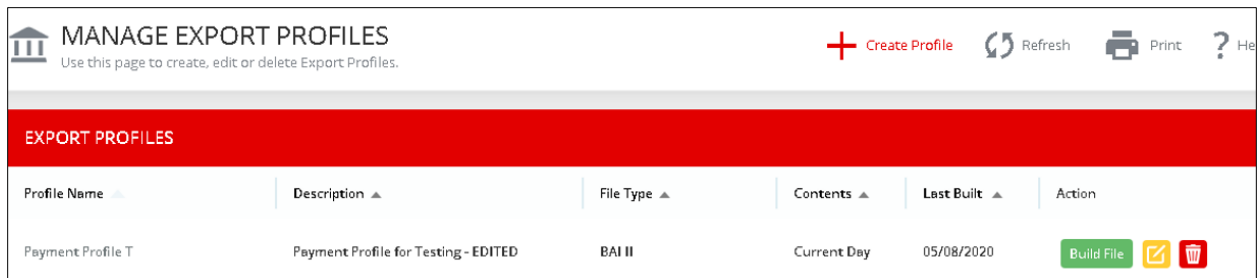 MANAGE EXPORT PROFILES
Use this page to create, edit or delete Export Profiles.
Create Profile Refresh Print ? He
EXPORT PROFILES
Profile Name Description File Type Contents Last Built Action
Payment Profile T Payment Profile for Testing - EDITED BAI II Current Day 05/08/2020 Build File